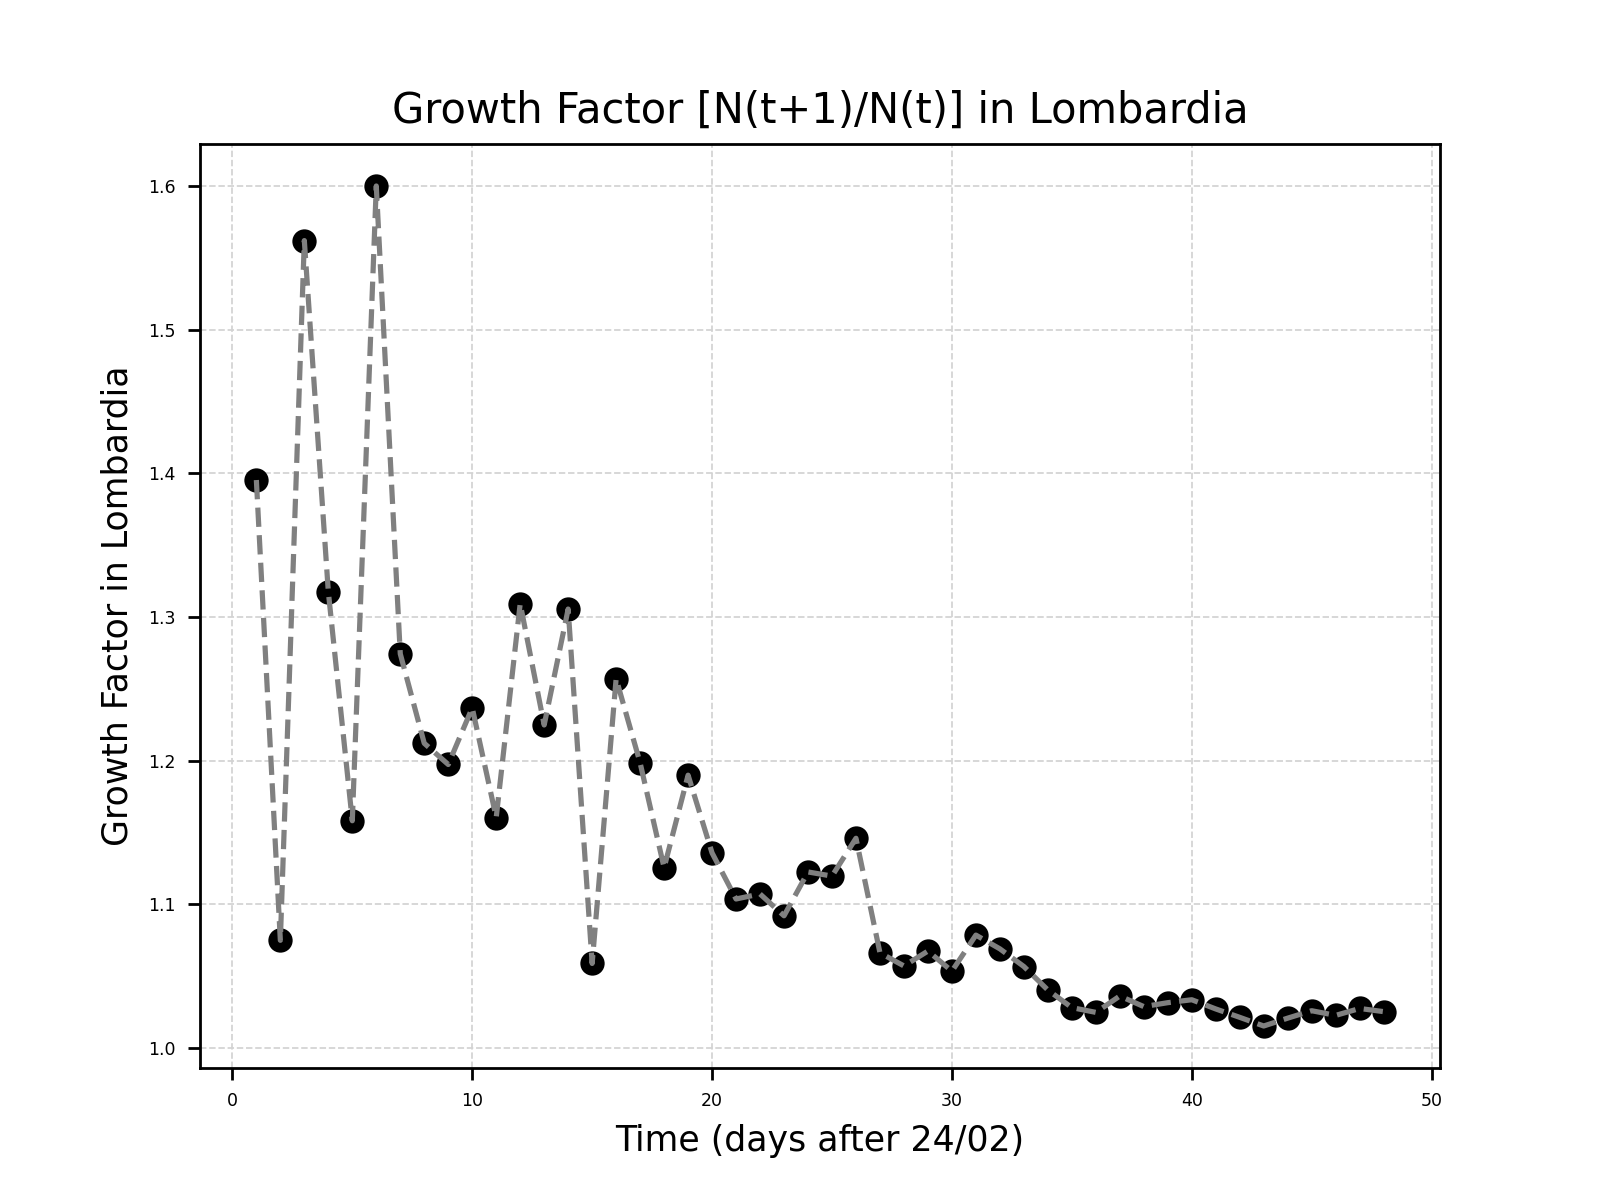 Growth Factor [N(t+1)/N(t)] in Lombardia
Growth Factor in Lombardia
1.6
1.5
1.4
1.3
1.2
1.1
1.0
0 10 20 30 40 50
Time (days after 24/02)